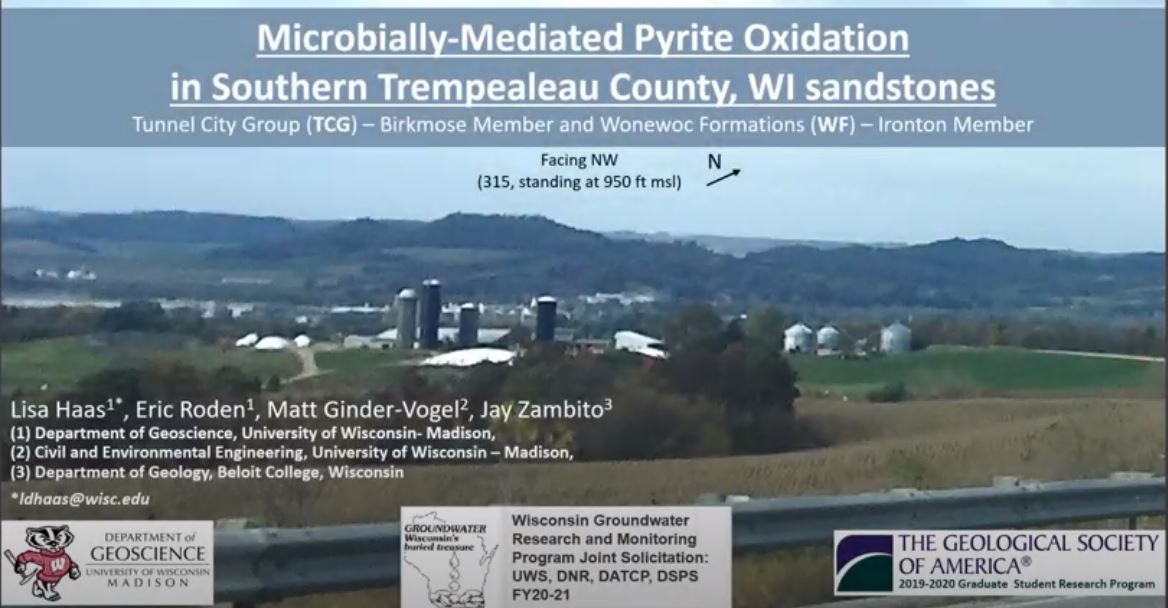 Microbially-Mediated Pyrite Oxidation
in Southern Trempealeau County, WI sandstones
Tunnel City Group (TCG) – Birkmose Member and Wonewoc Formations (WF) – Ironton Member
Facing NW
(315, standing at 950 ft msl)
N
Lisa Haas1*, Eric Roden1, Matt Ginder-Vogel2, Jay Zambito3
(1) Department of Geoscience, University of Wisconsin- Madison,
(2) Civil and Environmental Engineering, University of Wisconsin – Madison,
(3) Department of Geology, Beloit College, Wisconsin
*ldhaas@wisc.edu
W
DEPARTMENT of
GEOSCIENCE
UNIVERSITY OF WISCONSIN
MADISON
GROUNDWATER
Wisconsin's
buried treasure
Wisconsin Groundwater
Research and Monitoring
Program Joint Solicitation:
UWS, DNR, DATCP, DSPS
FY20-21
THE GEOLOGICAL SOCIETY
OF AMERICA®
2019-2020 Graduate Student Research Program